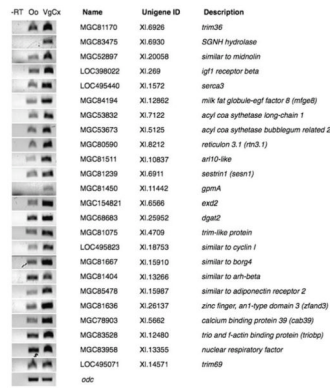 -RT Oo VgCx Name Unigene ID Description
MGC81170 Xl.6926 trim36
MGC83475 Xl.6930 SGNH hydrolase
MGC52897 Xl.20058 similar to midnolin
LOC398022 Xl.269 igf1 receptor beta
LOC495440 Xl.1572 serca3
MGC84194 Xl.12862 milk fat globule-egf factor 8 (mfge8)
MGC53832 Xl.7122 acyl coa sythetase long-chain 1
MGC53673 Xl.5125 acyl coa sythetase bubblegum related 2
MGC80590 Xl.8212 reticulon 3.1 (rtn3.1)
MGC81511 Xl.10837 arl10-like
MGC81239 Xl.6911 sestrin1 (sesn1)
MGC81450 Xl.11442 gpmA
MGC154821 Xl.6566 exd2
MGC68683 Xl.25952 dgat2
MGC81075 Xl.4709 trim-like protein
LOC495823 Xl.18753 similar to cyclin I
MGC81667 Xl.15910 similar to borg4
MGC81404 Xl.13266 similar to arh-beta
MGC85478 Xl.15987 similar to adiponectin receptor 2
MGC81636 Xl.26137 zinc finger, an1-type domain 3 (zfand3)
MGC78903 Xl.5662 calcium binding protein 39 (cab39)
MGC83528 Xl.12480 trio and f-actin binding protein (triobp)
MGC83958 Xl.13355 nuclear respiratory factor
LOC495071 Xl.14571 trim69
odc